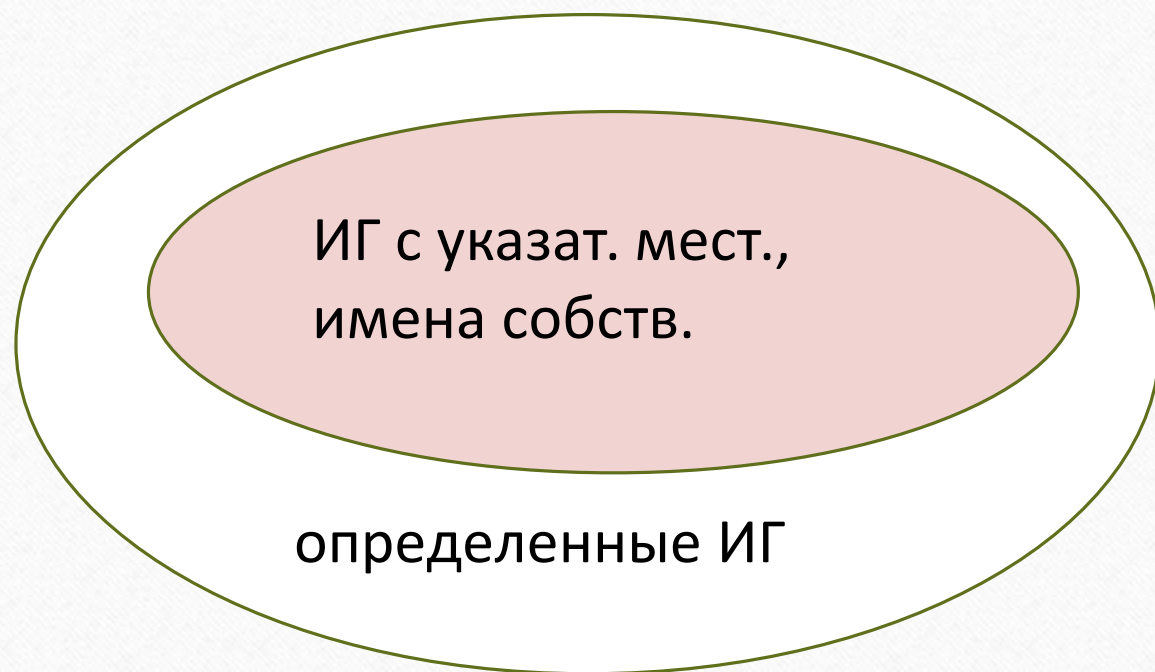 ИГ с указат. мест.,
имена собств.
определенные ИГ